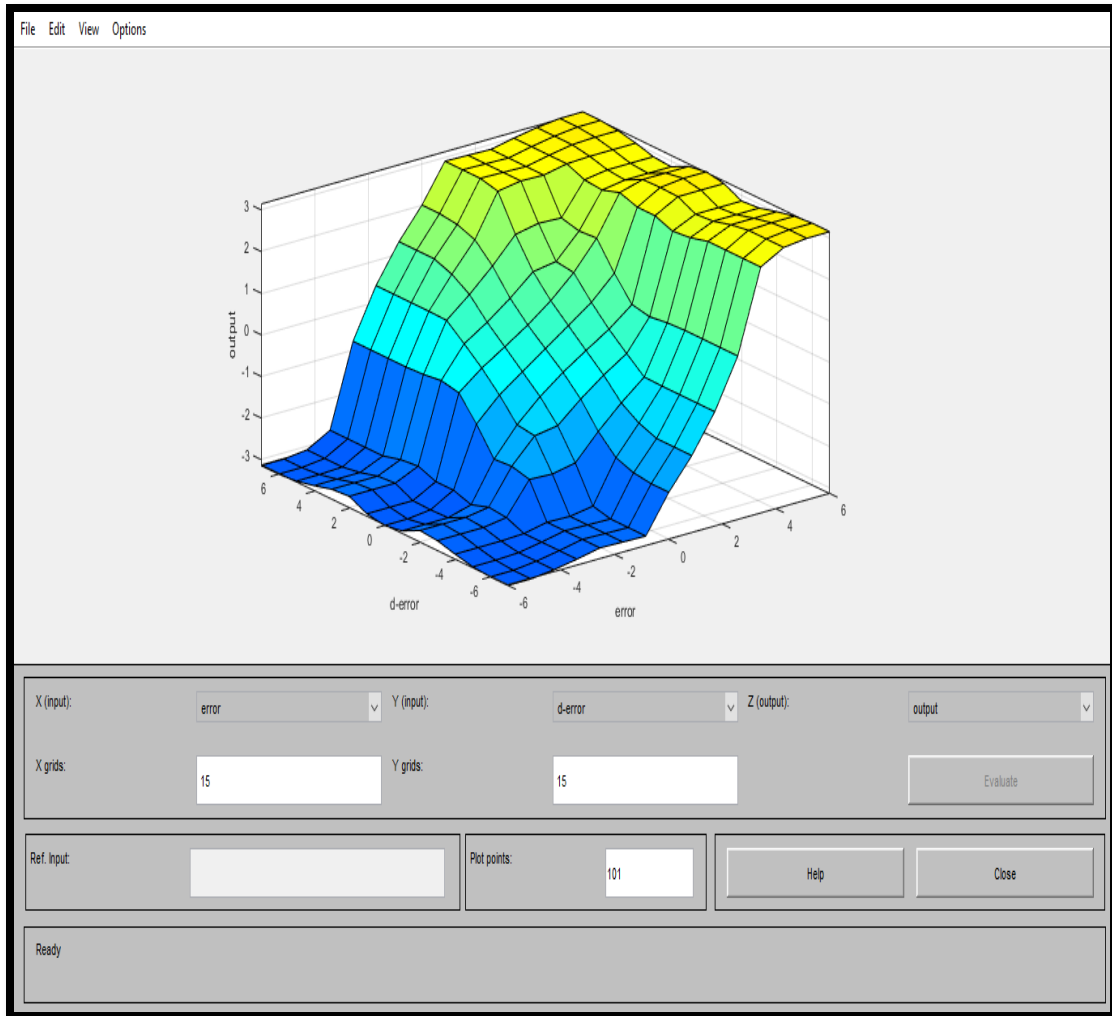 File Edit View Options
3
2
1
0
-1
-2
-3
output
6
4
2
0
-2
-4
-6
d-error
-6
-4
-2
0
2
4
6
error
X (input): error Y (input): d-error Z (output): output
X grids: 15 Y grids: 15 Evaluate
Ref. Input: Plot points: 101 Help Close
Ready